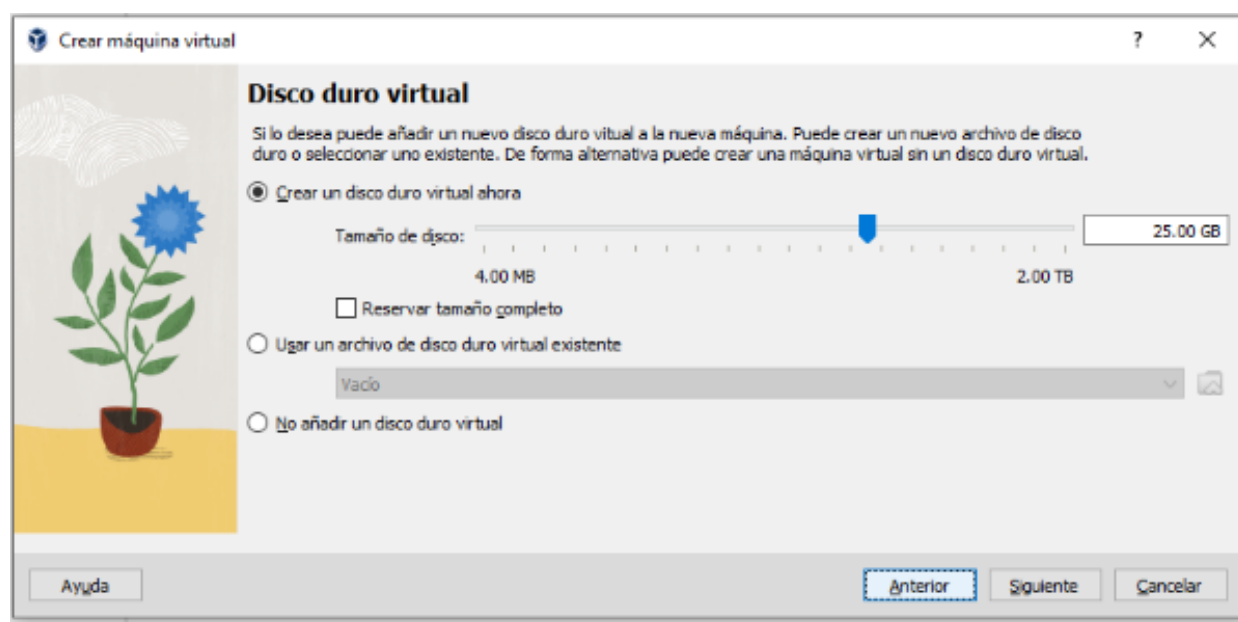 Crear máquina virtual
Disco duro virtual
Si lo desea puede añadir un nuevo disco duro vitual a la nueva máquina. Puede crear un nuevo archivo de disco
duro o seleccionar uno existente. De forma alternativa puede crear una máquina virtual sin un disco duro virtual.
Crear un disco duro virtual ahora
Tamaño de disco:
25.00 GB
4.00 MB
2.00 TB
Reservar tamaño completo
Usar un archivo de disco duro virtual existente
Vacío
No añadir un disco duro virtual
Ayuda
Anterior
Siguiente
Cancelar